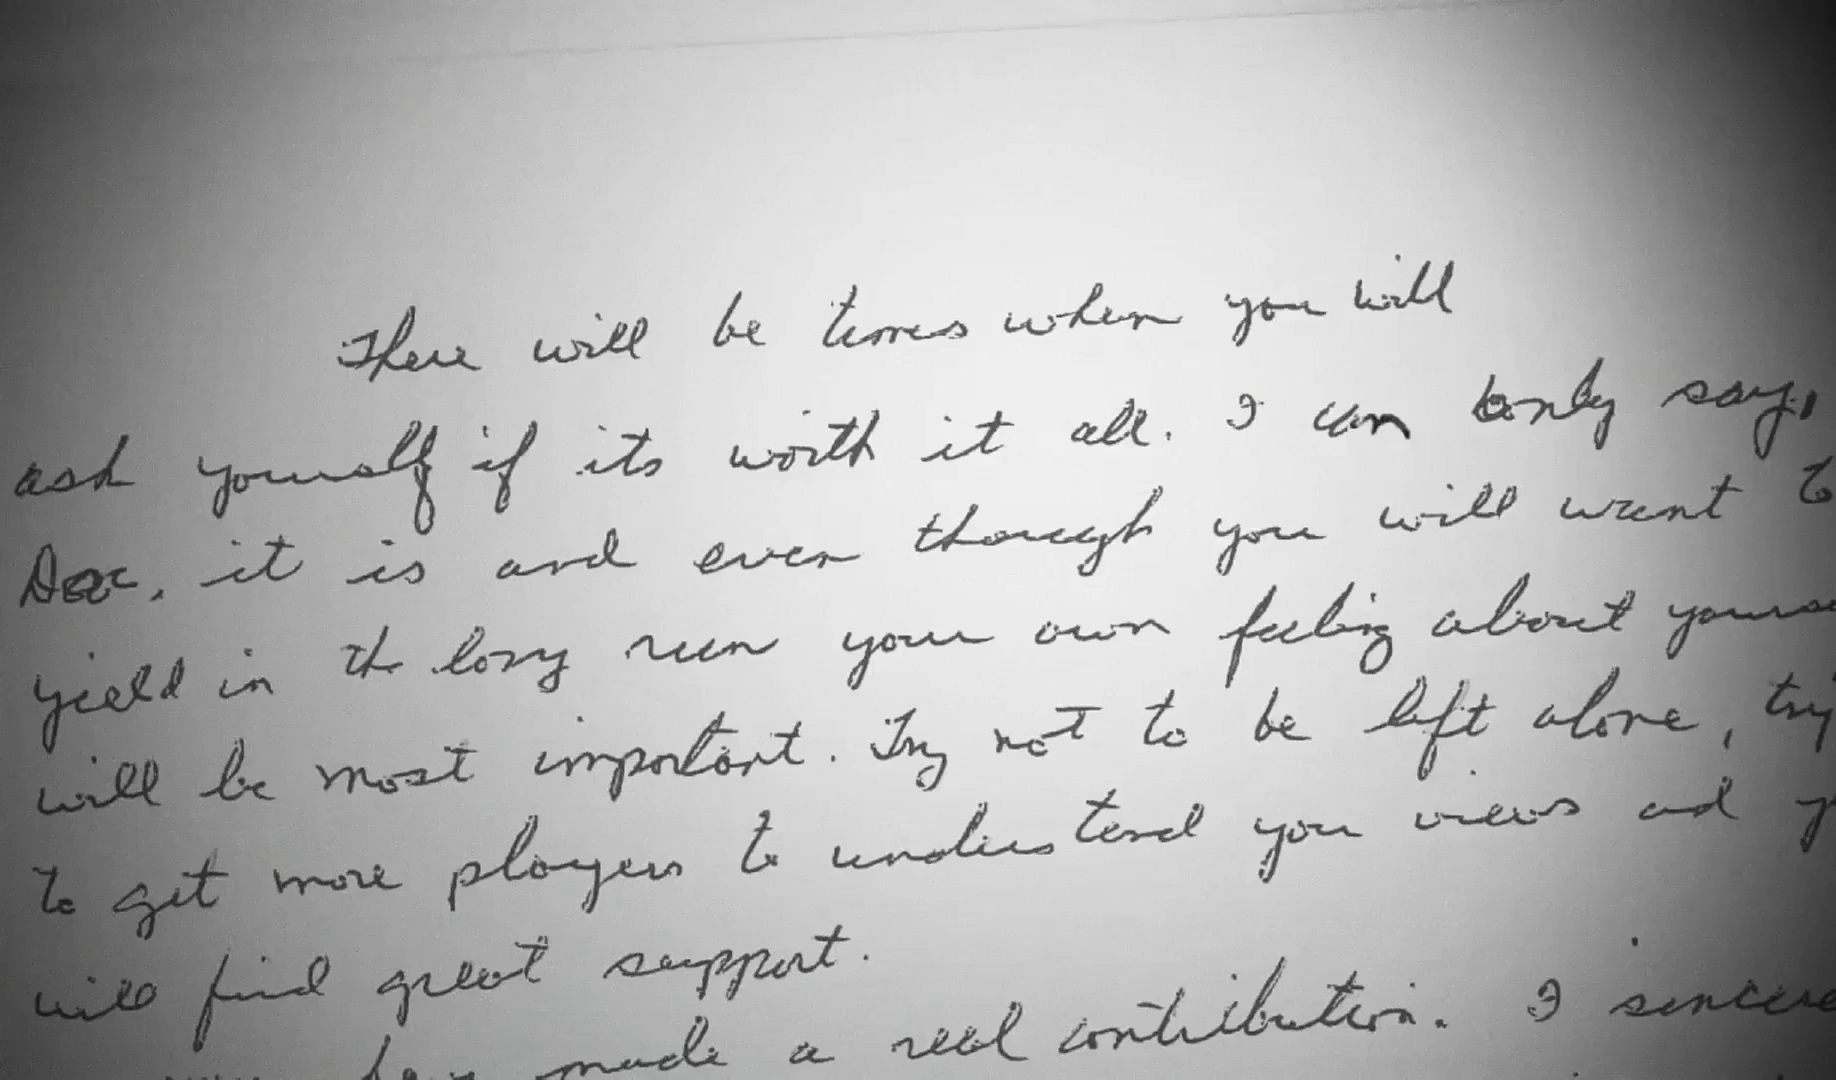 There will be times when you will
ask yourself if its worth it all. I can only say,
Doc, it is and even though you will want to
yield in the long run your own feeling about yourse
will be most important. Try not to be left alone, try
to get more players to understand you views and y
will find great support.
have made a real contribution. I sincere